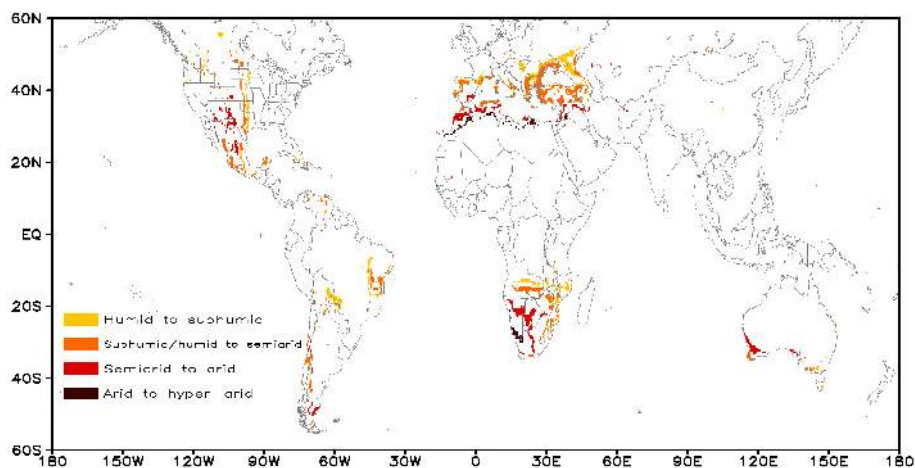 60N
40N
20N
EQ
20S
40S
60S
Humid to subhumic
Subhumic/humid to semiarid
Semicrid to arid
Arid to hyper arid
180 150W 120W 90W 60W 30W 0 30E 60E 90E 120E 150E 180